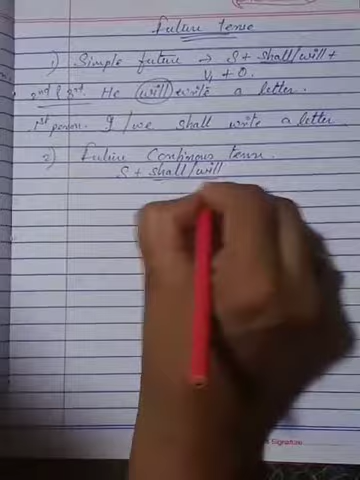 Future tense
1) Simple future → S + shall/will +
V₁ + O.
2nd & 3rd. He will write a letter.
1st person. I/we shall write a letter
2) Future Continous tense.
S + shall/will
Signature